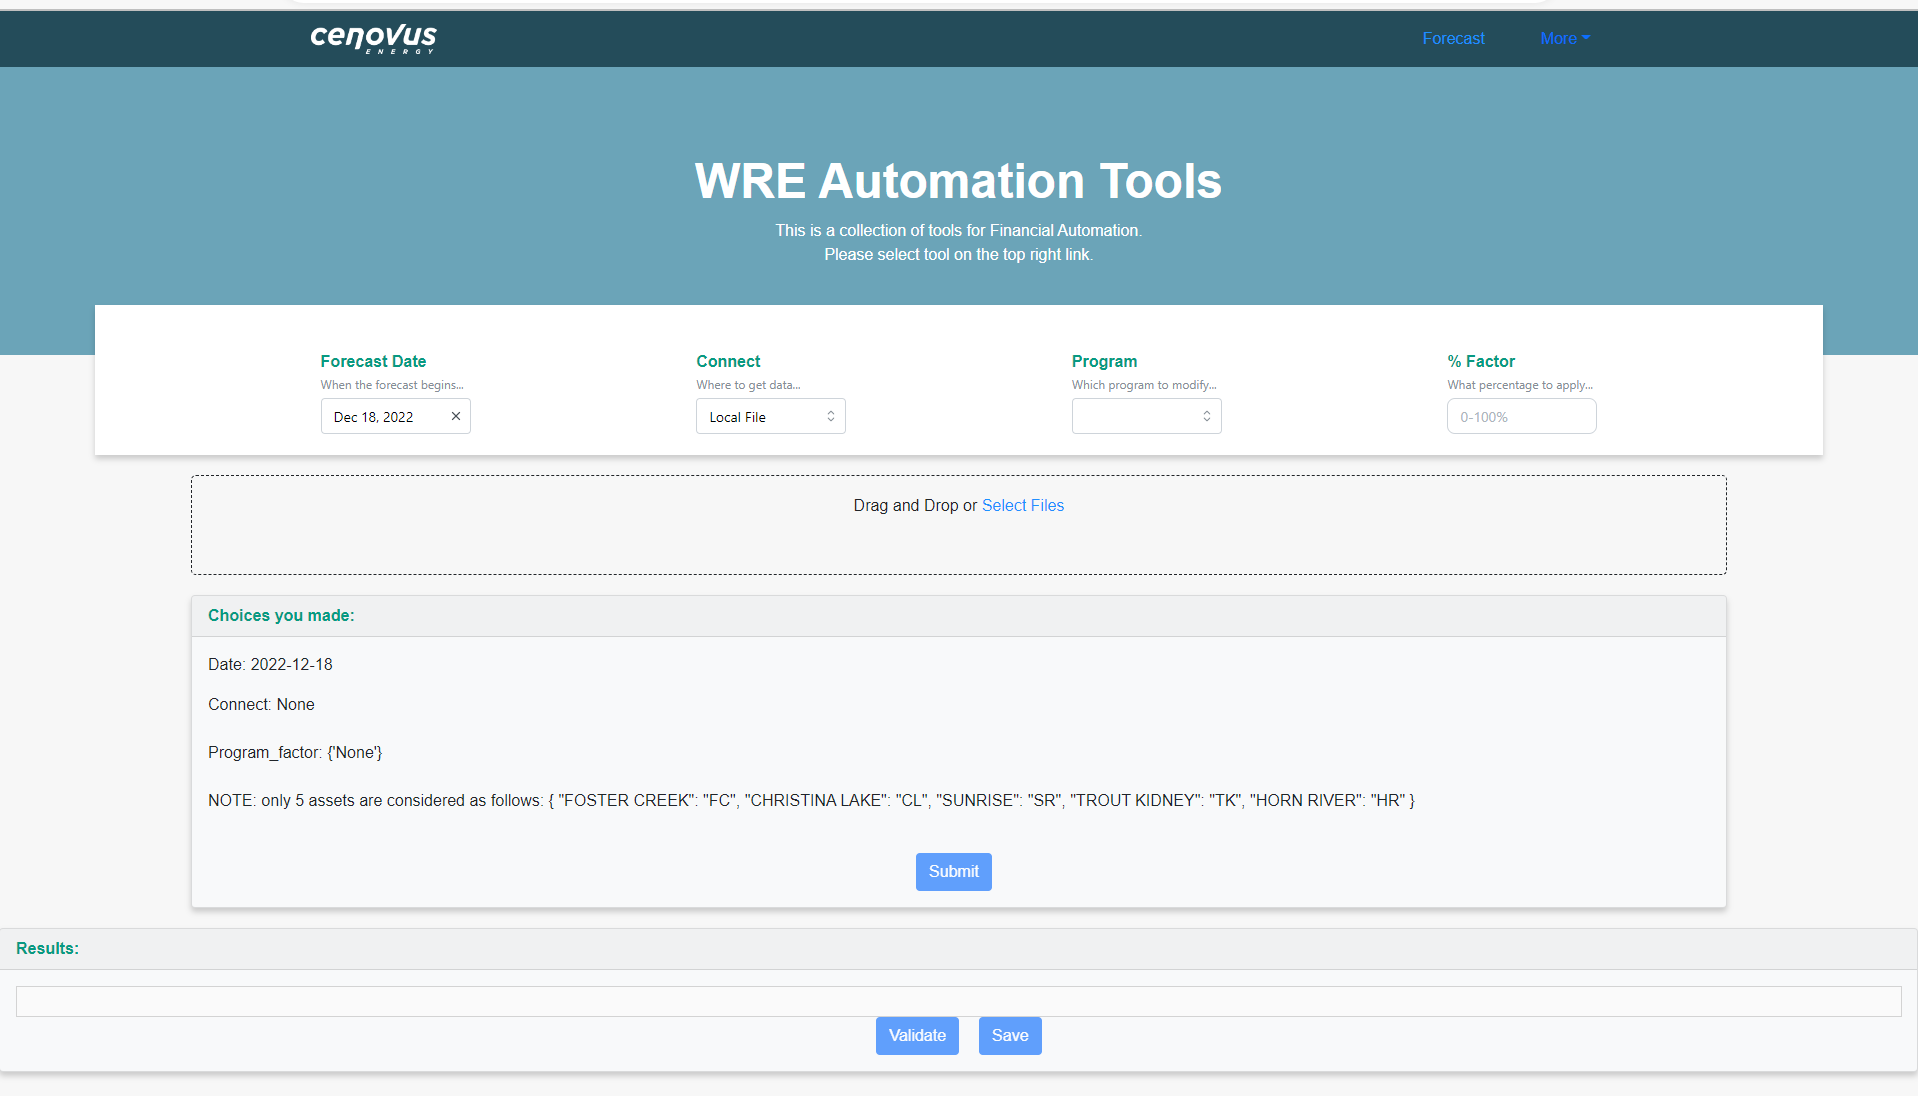 cenovus
ENERGY
Forecast
More
WRE Automation Tools
This is a collection of tools for Financial Automation.
Please select tool on the top right link.
Forecast Date
When the forecast begins...
Dec 18, 2022
Connect
Where to get data...
Local File
Program
Which program to modify...
% Factor
What percentage to apply...
0-100%
Drag and Drop or Select Files
Choices you made:
Date: 2022-12-18
Connect: None
Program_factor: {'None'}
NOTE: only 5 assets are considered as follows: { "FOSTER CREEK": "FC", "CHRISTINA LAKE": "CL", "SUNRISE": "SR", "TROUT KIDNEY": "TK", "HORN RIVER": "HR" }
Submit
Results:
Validate
Save